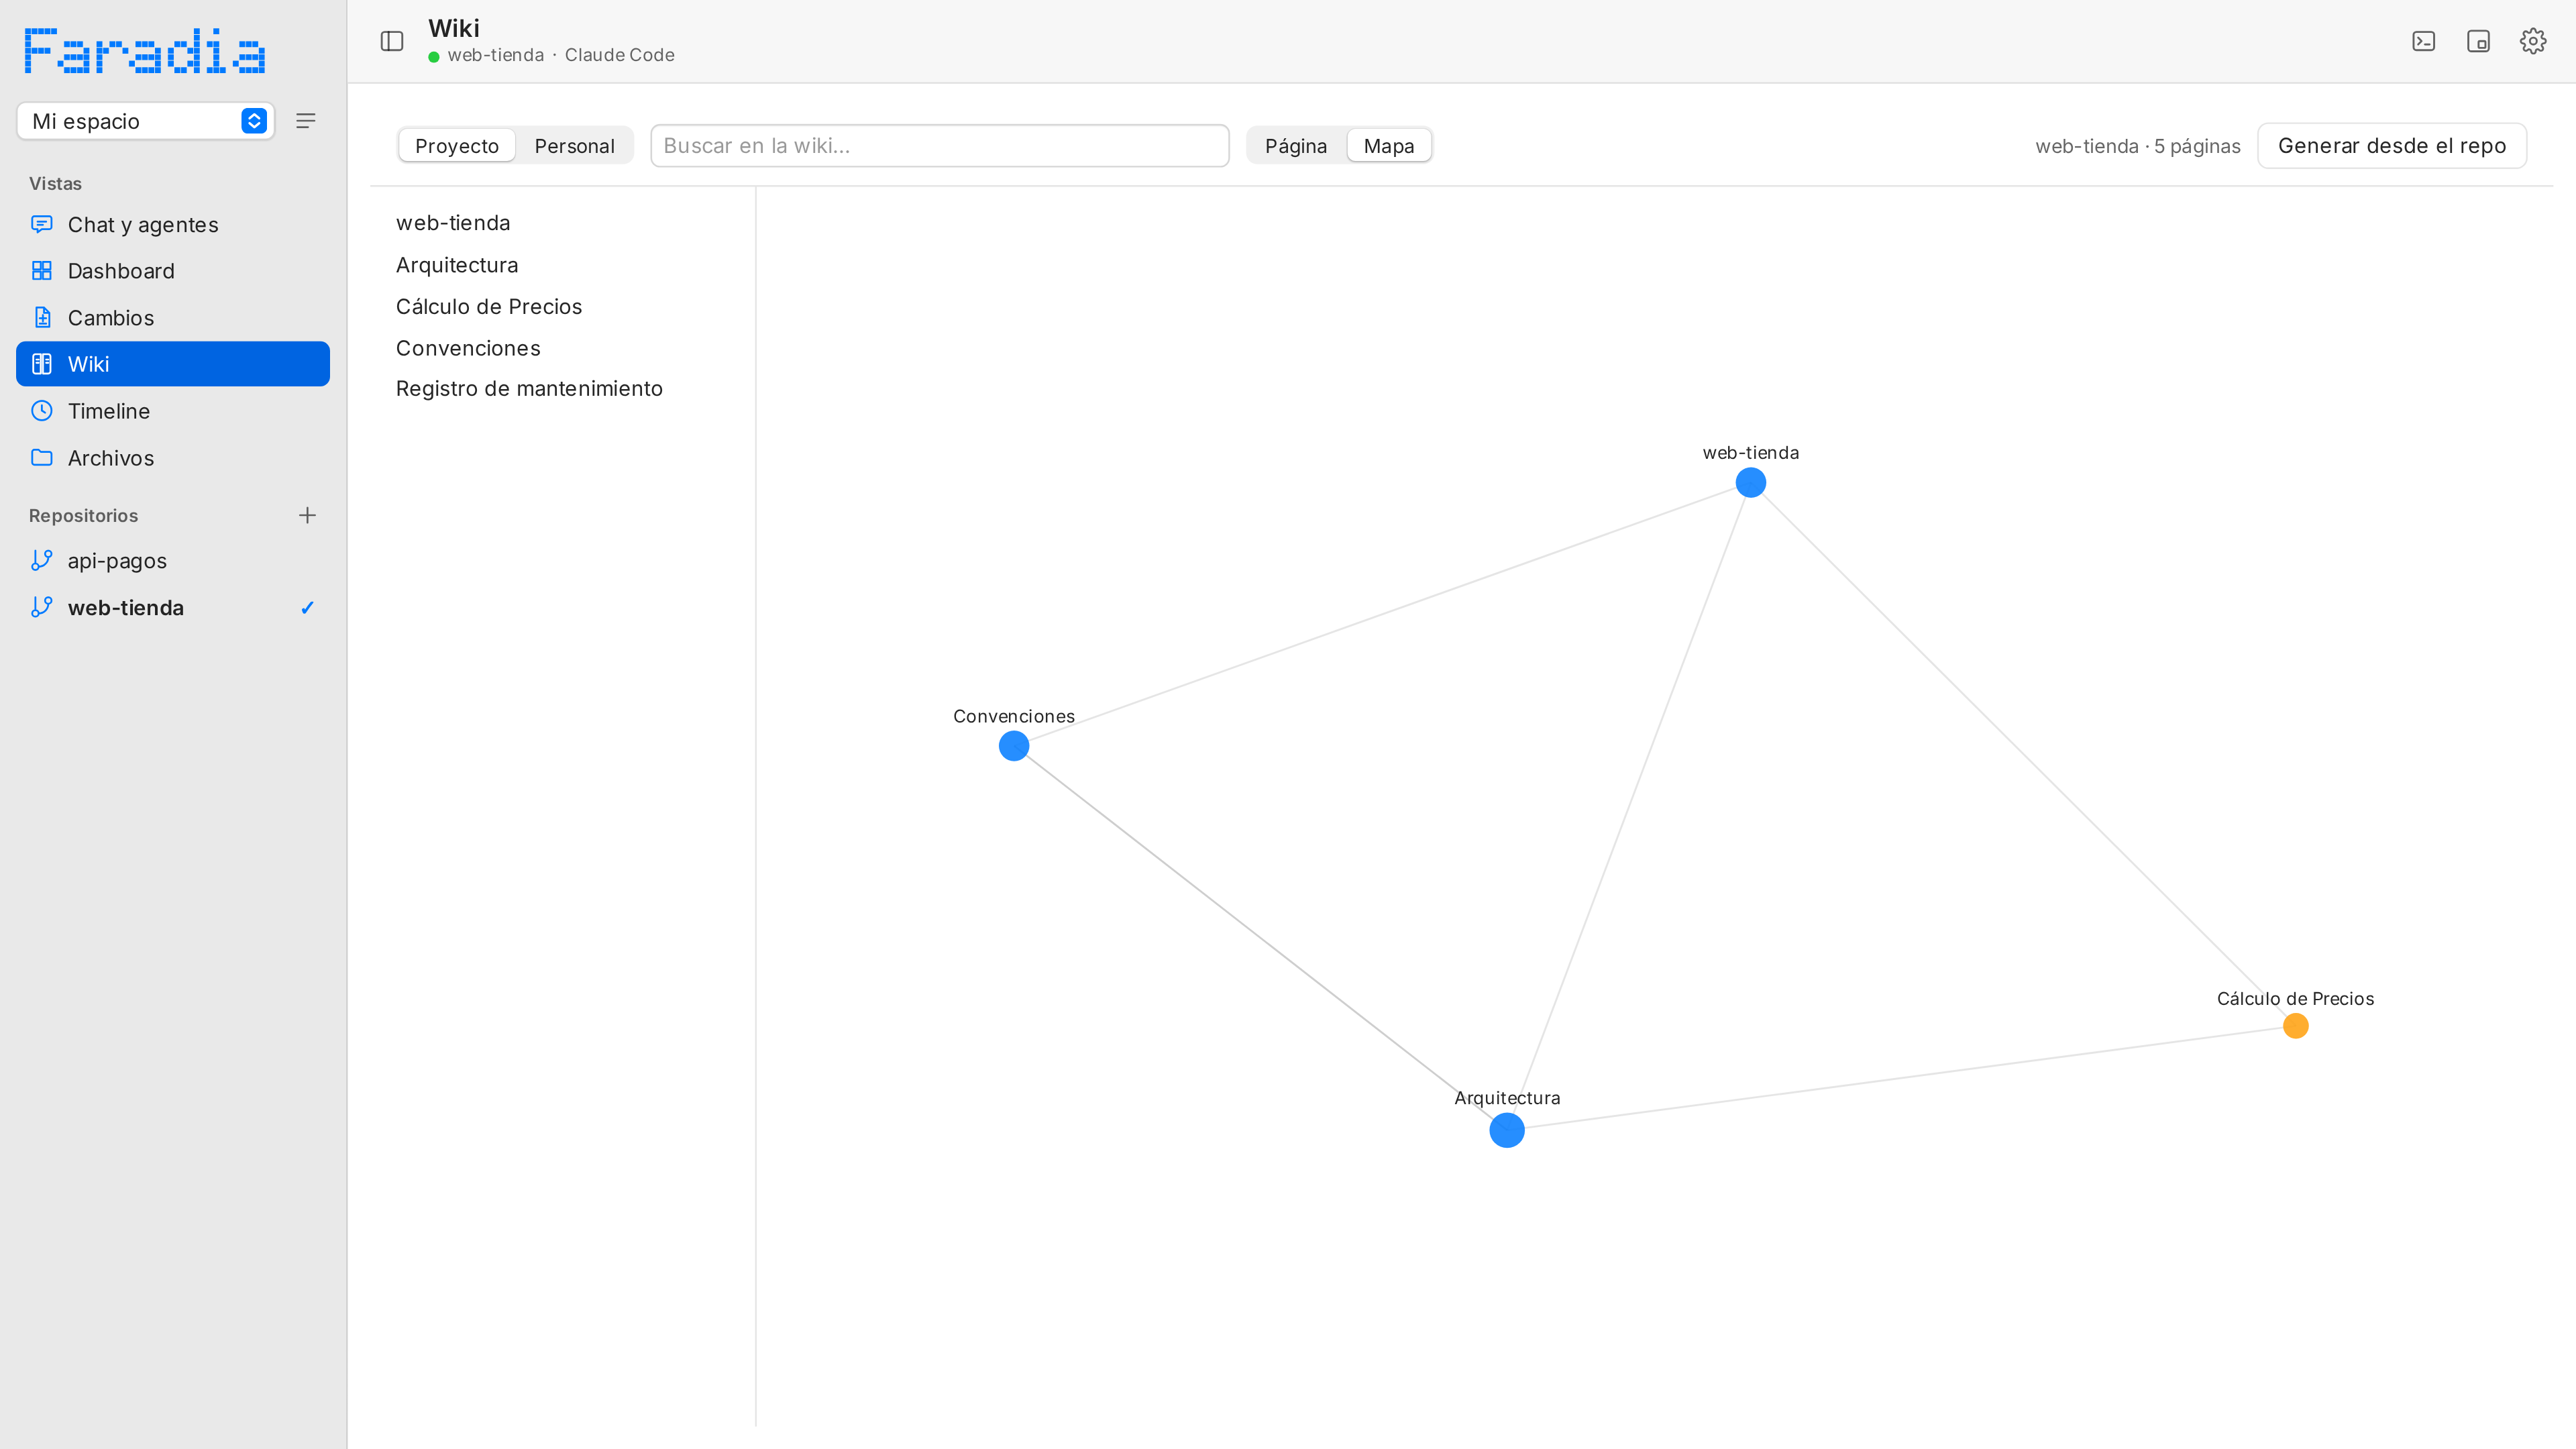 Faradia
Mi espacio
Vistas
Chat y agentes
Dashboard
Cambios
Wiki
Timeline
Archivos
Repositorios
api-pagos
web-tienda ✓
Wiki
web-tienda · Claude Code
Proyecto Personal
Buscar en la wiki...
Página Mapa
web-tienda · 5 páginas
Generar desde el repo
web-tienda
Arquitectura
Cálculo de Precios
Convenciones
Registro de mantenimiento
web-tienda
Convenciones
Cálculo de Precios
Arquitectura